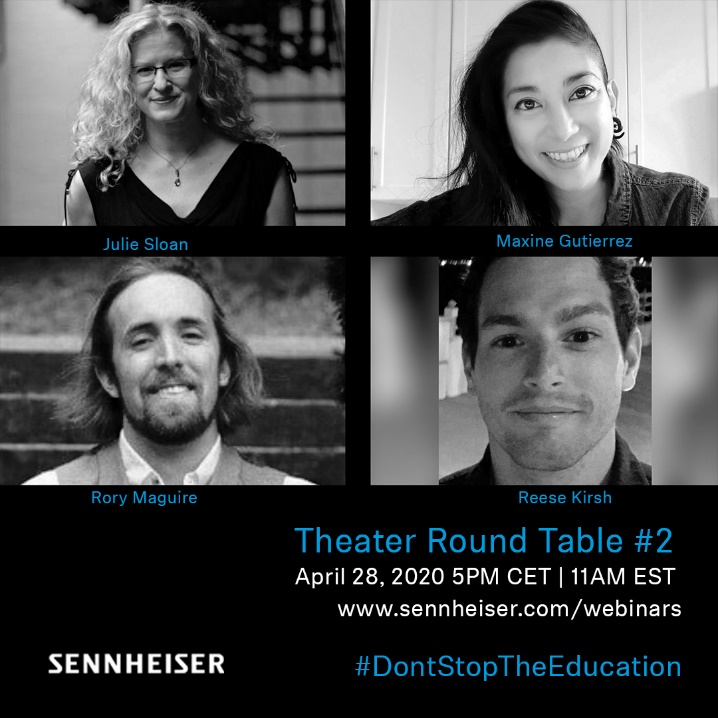 Julie Sloan
Maxine Gutierrez
Rory Maguire
Reese Kirsh
Theater Round Table #2
April 28, 2020 5PM CET | 11AM EST
www.sennheiser.com/webinars
SENNHEISER
#DontStopTheEducation